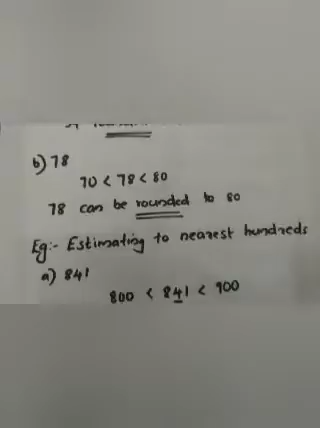 b) 78
70 < 78 < 80
78 can be rounded to 80
Eg:- Estimating to nearest hundreds
a) 841
800 < 841 < 900